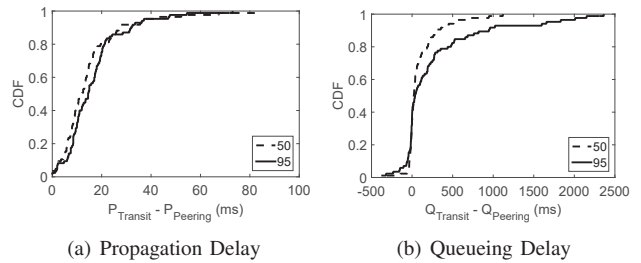 1
0.8
0.6
0.4
0.2
0
CDF
0 20 40 60 80 100
P_Transit - P_Peering (ms)
50
95
(a) Propagation Delay
1
0.8
0.6
0.4
0.2
0
CDF
-500 0 500 1000 1500 2000 2500
Q_Transit - Q_Peering (ms)
50
95
(b) Queueing Delay